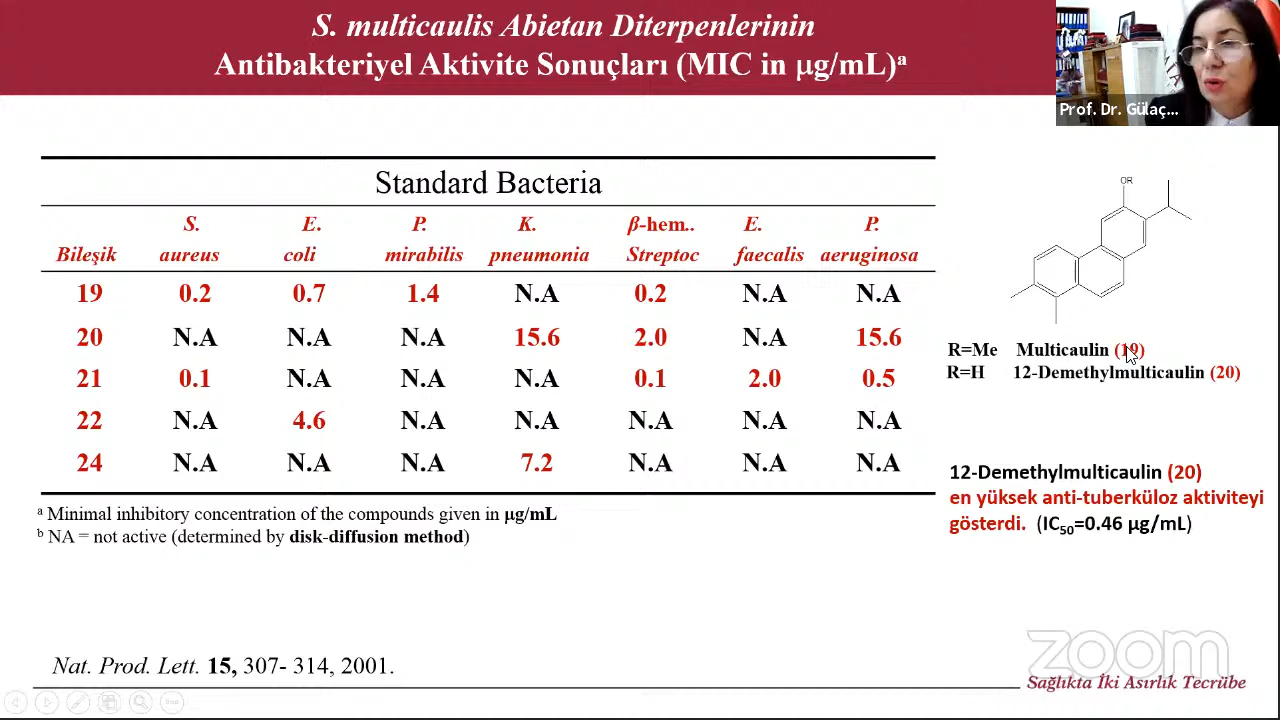 S. multicaulis Abietan Diterpenlerinin
Antibakteriyel Aktivite Sonuçları (MIC in µg/mL)ᵃ
Prof. Dr. Gülaç...
Standard Bacteria
S. E. P. K. β-hem.. E. P.
Bileşik aureus coli mirabilis pneumonia Streptoc faecalis aeruginosa
19 0.2 0.7 1.4 N.A 0.2 N.A N.A
20 N.A N.A N.A 15.6 2.0 N.A 15.6
21 0.1 N.A N.A N.A 0.1 2.0 0.5
22 N.A 4.6 N.A N.A N.A N.A N.A
24 N.A N.A N.A 7.2 N.A N.A N.A
ᵃ Minimal inhibitory concentration of the compounds given in µg/mL
ᵇ NA = not active (determined by disk-diffusion method)
OR
R=Me Multicaulin (19)
R=H 12-Demethylmulticaulin (20)
12-Demethylmulticaulin (20)
en yüksek anti-tuberküloz aktiviteyi
gösterdi. (IC₅₀=0.46 µg/mL)
Nat. Prod. Lett. 15, 307- 314, 2001.
zoom
Sağlıkta İki Asırlık Tecrübe